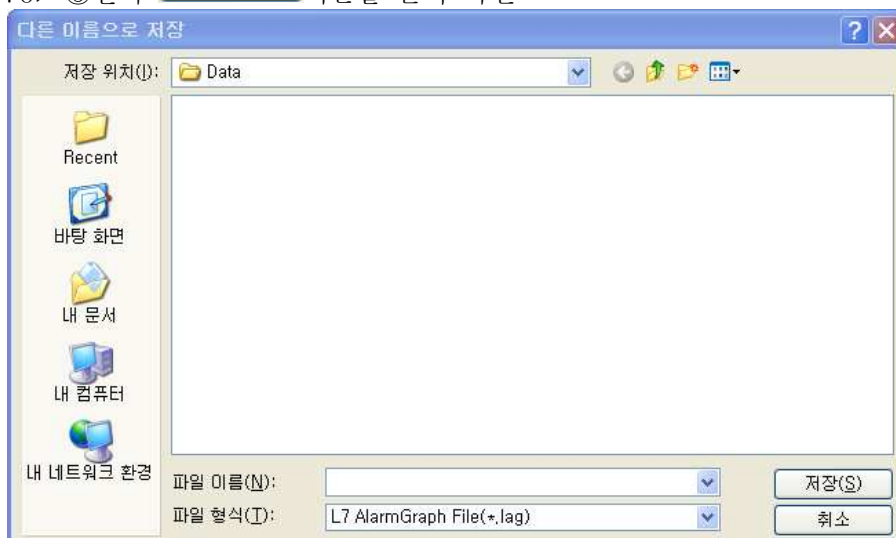 다른 이름으로 저장
저장 위치(I): Data
Recent
바탕 화면
내 문서
내 컴퓨터
내 네트워크 환경
파일 이름(N):
저장(S)
파일 형식(T): L7 AlarmGraph File(*,lag)
취소